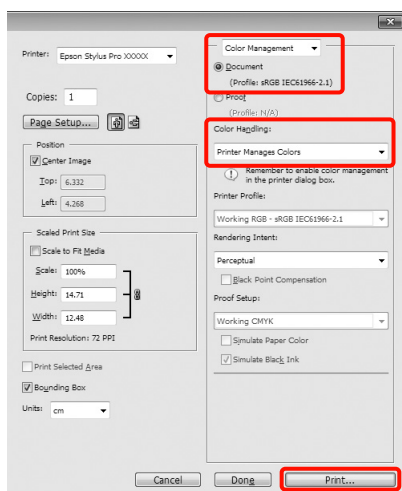 Printer: Epson Stylus Pro XXXXX
Copies: 1
Page Setup...
Position
Center Image
Top: 6.332
Left: 4.268
Scaled Print Size
Scale to Fit Media
Scale: 100%
Height: 14.71
Width: 12.48
Print Resolution: 72 PPI
Print Selected Area
Bounding Box
Units: cm
Color Management
Document
(Profile: sRGB IEC61966-2.1)
Proof
(Profile: N/A)
Color Handling:
Printer Manages Colors
Remember to enable color management
in the printer dialog box.
Printer Profile:
Working RGB - sRGB IEC61966-2.1
Rendering Intent:
Perceptual
Black Point Compensation
Proof Setup:
Working CMYK
Simulate Paper Color
Simulate Black Ink
Cancel
Done
Print...